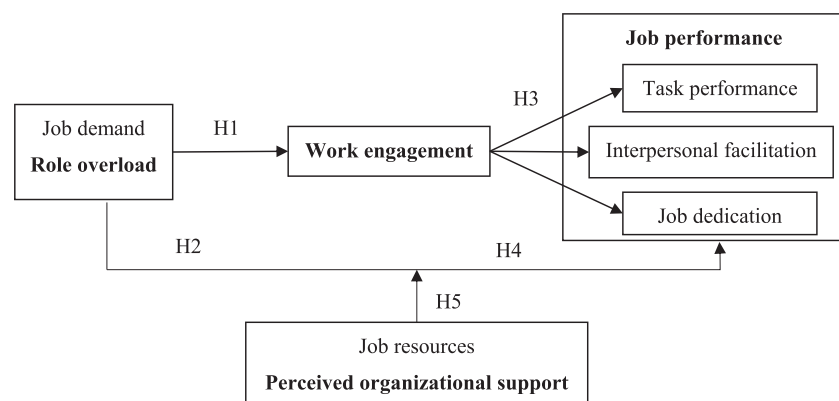 Job performance
Task performance
Interpersonal facilitation
Job dedication
H3
Job demand
Role overload
H1
Work engagement
H2
H4
H5
Job resources
Perceived organizational support